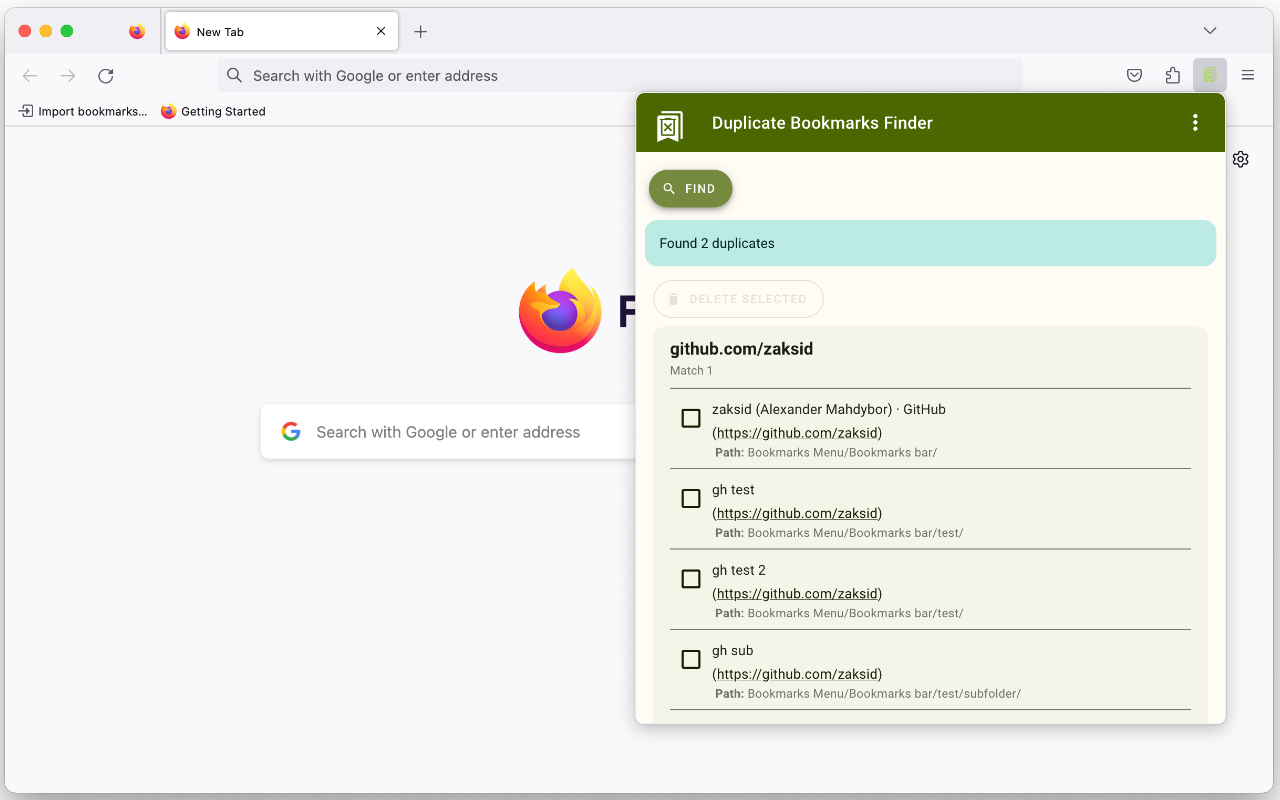 New Tab
Search with Google or enter address
Import bookmarks...
Getting Started
Duplicate Bookmarks Finder
FIND
Found 2 duplicates
DELETE SELECTED
F
Search with Google or enter address
github.com/zaksid
Match 1
zaksid (Alexander Mahdybor) · GitHub
(https://github.com/zaksid)
Path: Bookmarks Menu/Bookmarks bar/
gh test
(https://github.com/zaksid)
Path: Bookmarks Menu/Bookmarks bar/test/
gh test 2
(https://github.com/zaksid)
Path: Bookmarks Menu/Bookmarks bar/test/
gh sub
(https://github.com/zaksid)
Path: Bookmarks Menu/Bookmarks bar/test/subfolder/